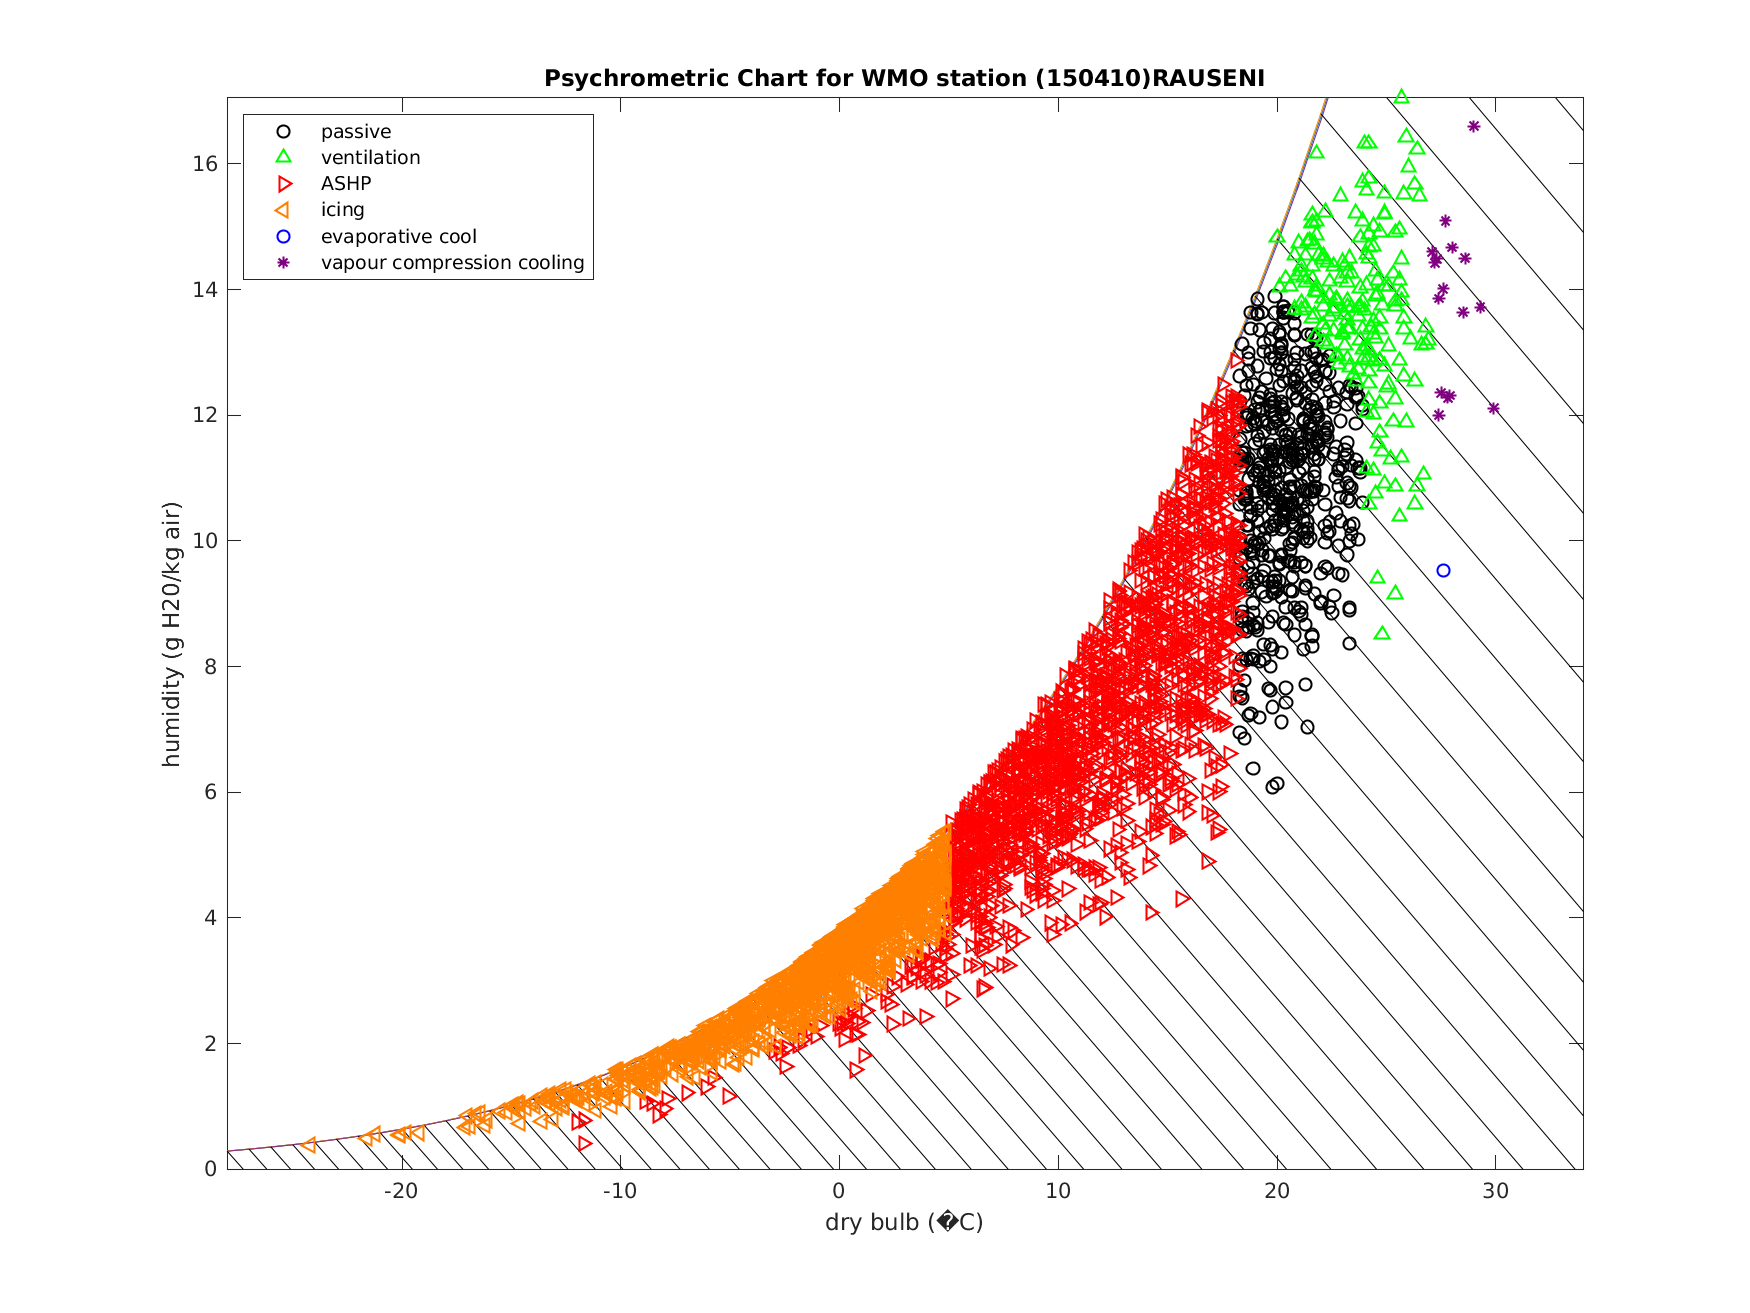 Psychrometric Chart for WMO station (150410)RAUSENI
passive
ventilation
ASHP
icing
evaporative cool
vapour compression cooling
16
14
12
10
8
6
4
2
0
humidity (g H20/kg air)
-20
-10
0
10
20
30
dry bulb (�C)